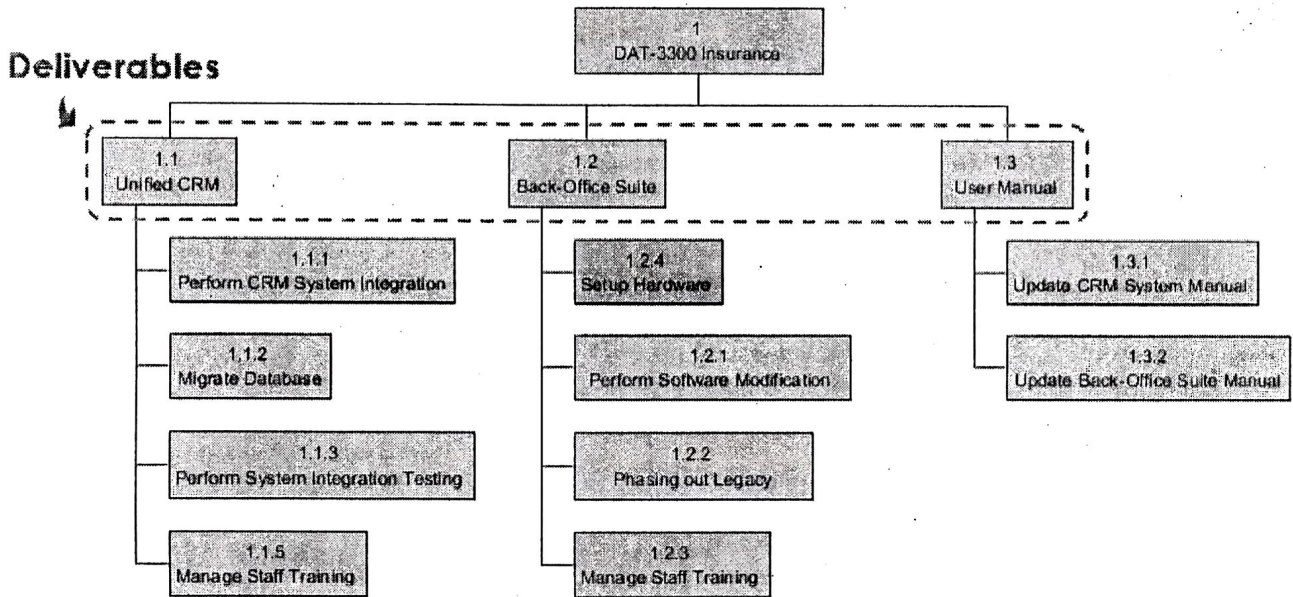 1
DAT-3300 Insurance
Deliverables
1.1
Unified CRM
1.2
Back-Office Suite
1.3
User Manual
1.1.1
Perform CRM System Integration
1.1.2
Migrate Database
1.1.3
Perform System Integration Testing
1.1.5
Manage Staff Training
1.2.4
Setup Hardware
1.2.1
Perform Software Modification
1.2.2
Phasing out Legacy
1.2.3
Manage Staff Training
1.3.1
Update CRM System Manual
1.3.2
Update Back-Office Suite Manual